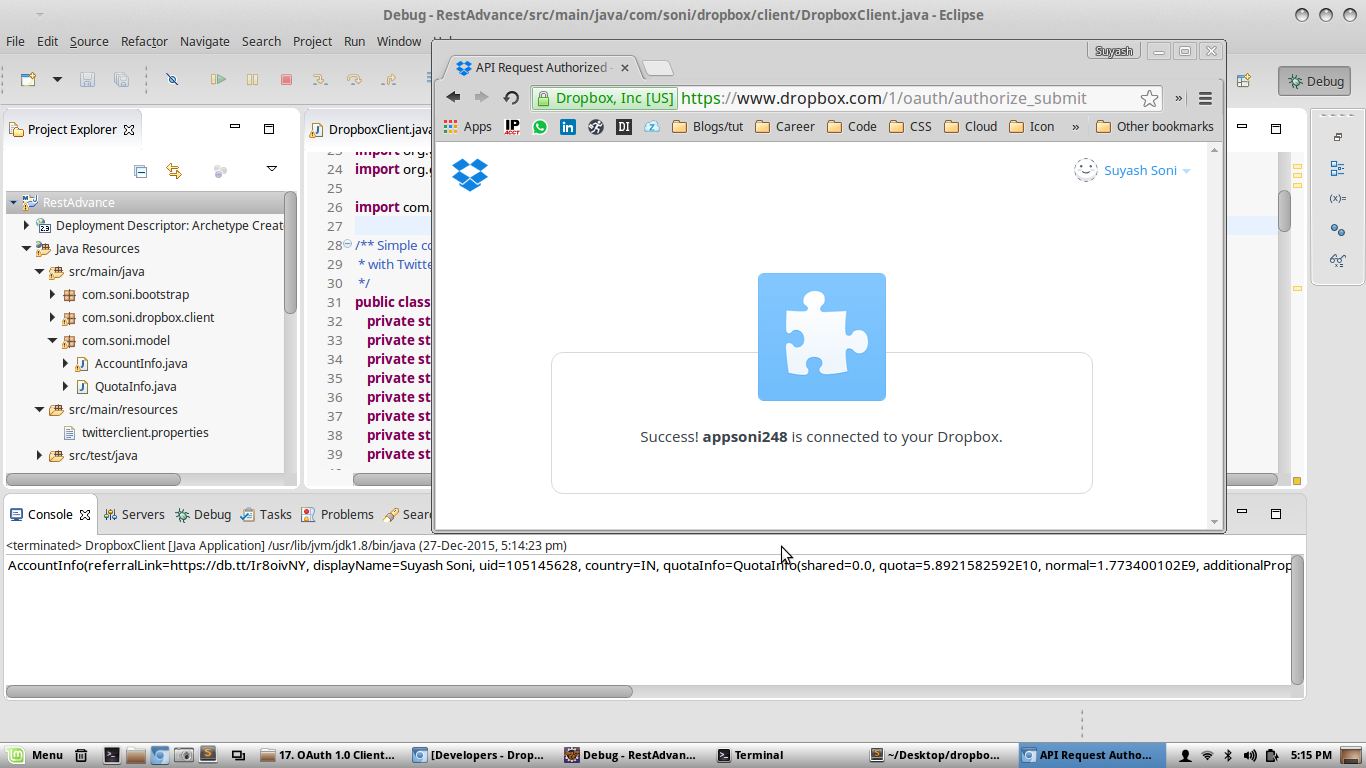 Debug - RestAdvance/src/main/java/com/soni/dropbox/client/DropboxClient.java - Eclipse
File Edit Source Refactor Navigate Search Project Run Window
Suyash
API Request Authorized -
Dropbox, Inc [US] https://www.dropbox.com/1/oauth/authorize_submit
Apps Blogs/tut Career Code CSS Cloud Icon » Other bookmarks
Debug
Project Explorer
DropboxClient.java
RestAdvance
Deployment Descriptor: Archetype Creat
Java Resources
src/main/java
com.soni.bootstrap
com.soni.dropbox.client
com.soni.model
AccountInfo.java
QuotaInfo.java
src/main/resources
twitterclient.properties
src/test/java
24 import org.
25
26 import com.
27
28 /** Simple co
29 * with Twitte
30 */
31 public class
32 private st
33 private st
34 private st
35 private st
36 private st
37 private st
38 private st
39 private st
Suyash Soni
Success! appsoni248 is connected to your Dropbox.
Console Servers Debug Tasks Problems Sear
<terminated> DropboxClient [Java Application] /usr/lib/jvm/jdk1.8/bin/java (27-Dec-2015, 5:14:23 pm)
AccountInfo(referralLink=https://db.tt/Ir8oivNY, displayName=Suyash Soni, uid=105145628, country=IN, quotaInfo=QuotaInfo(shared=0.0, quota=5.8921582592E10, normal=1.773400102E9, additionalProp
Menu 17. OAuth 1.0 Client... [Developers - Drop... Debug - RestAdvan... Terminal ~/Desktop/dropbo... API Request Autho... 5:15 PM